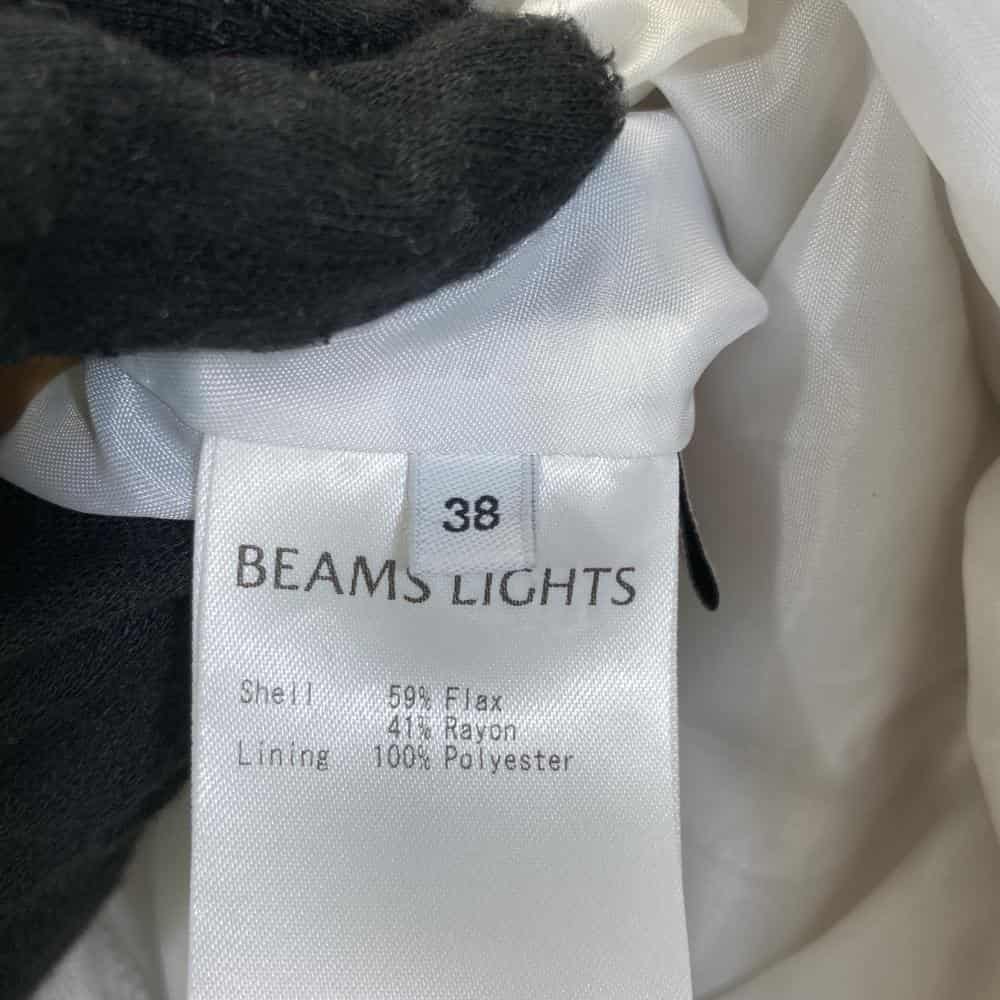 38
BEAMS LIGHTS
Shell 59% Flax
41% Rayon
Lining 100% Polyester